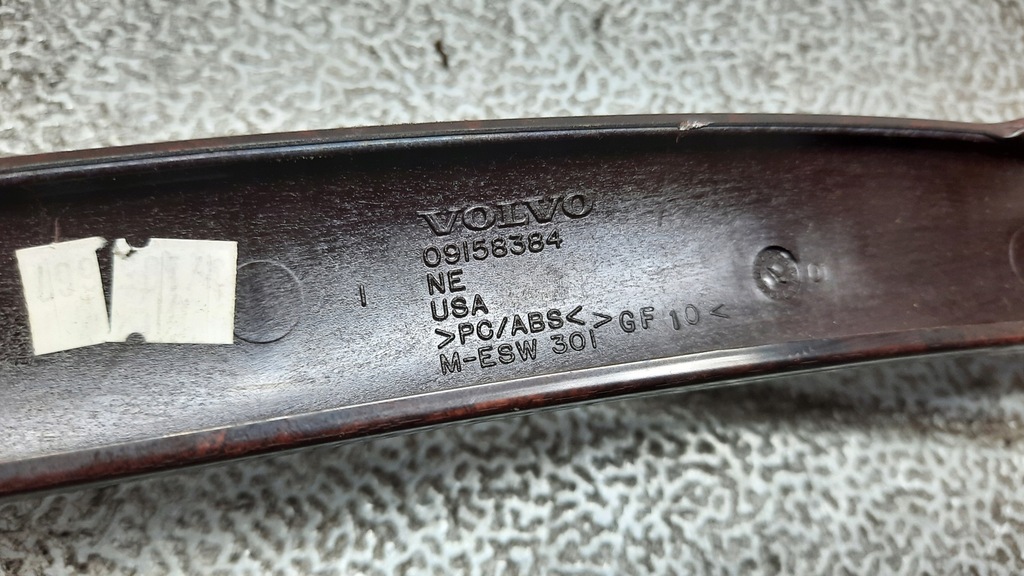 VOLVO
09158384
NE
I
USA
>PC/ABS< >GF 10<
M-ESW 301